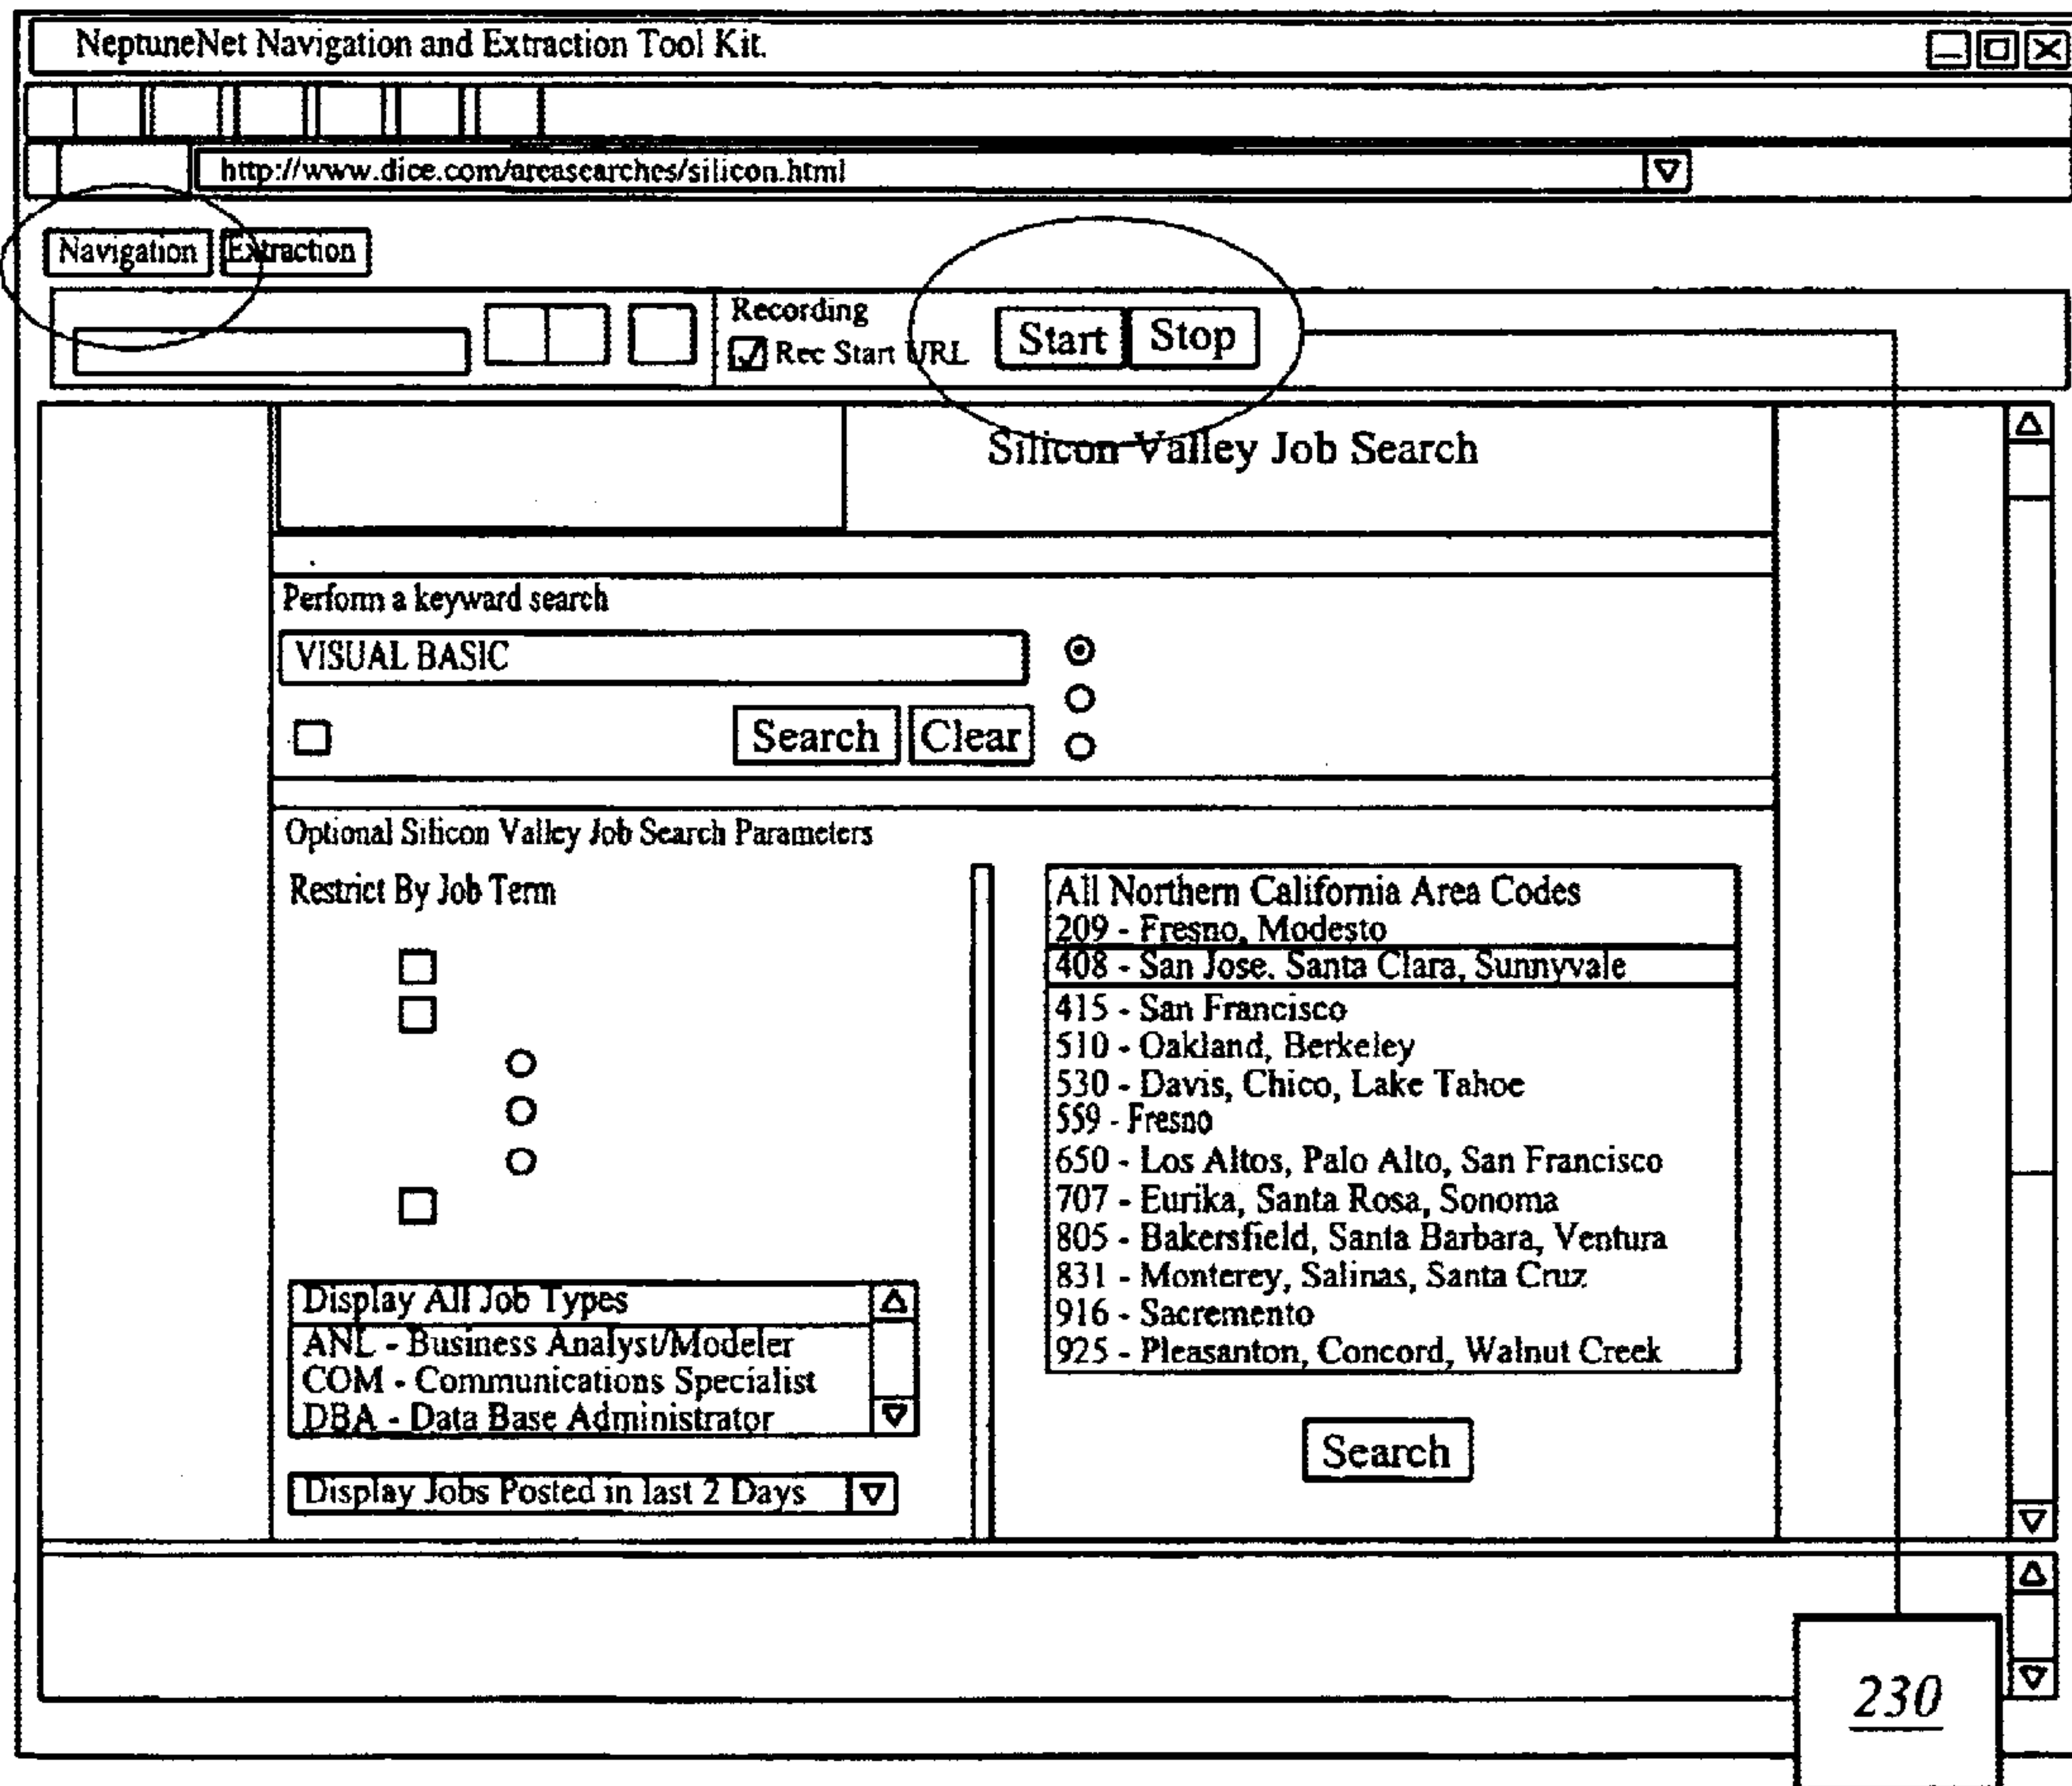 NeptuneNet Navigation and Extraction Tool Kit.
http://www.dice.com/areasearches/silicon.html
Navigation Extraction
Recording
Rec Start URL
Start Stop
Silicon Valley Job Search
Perform a keyward search
VISUAL BASIC
Search Clear
Optional Silicon Valley Job Search Parameters
Restrict By Job Term
All Northern California Area Codes
209 - Fresno, Modesto
408 - San Jose. Santa Clara, Sunnyvale
415 - San Francisco
510 - Oakland, Berkeley
530 - Davis, Chico, Lake Tahoe
559 - Fresno
650 - Los Altos, Palo Alto, San Francisco
707 - Eurika, Santa Rosa, Sonoma
805 - Bakersfield, Santa Barbara, Ventura
831 - Monterey, Salinas, Santa Cruz
916 - Sacremento
925 - Pleasanton, Concord, Walnut Creek
Search
Display All Job Types
ANL - Business Analyst/Modeler
COM - Communications Specialist
DBA - Data Base Administrator
Display Jobs Posted in last 2 Days
230